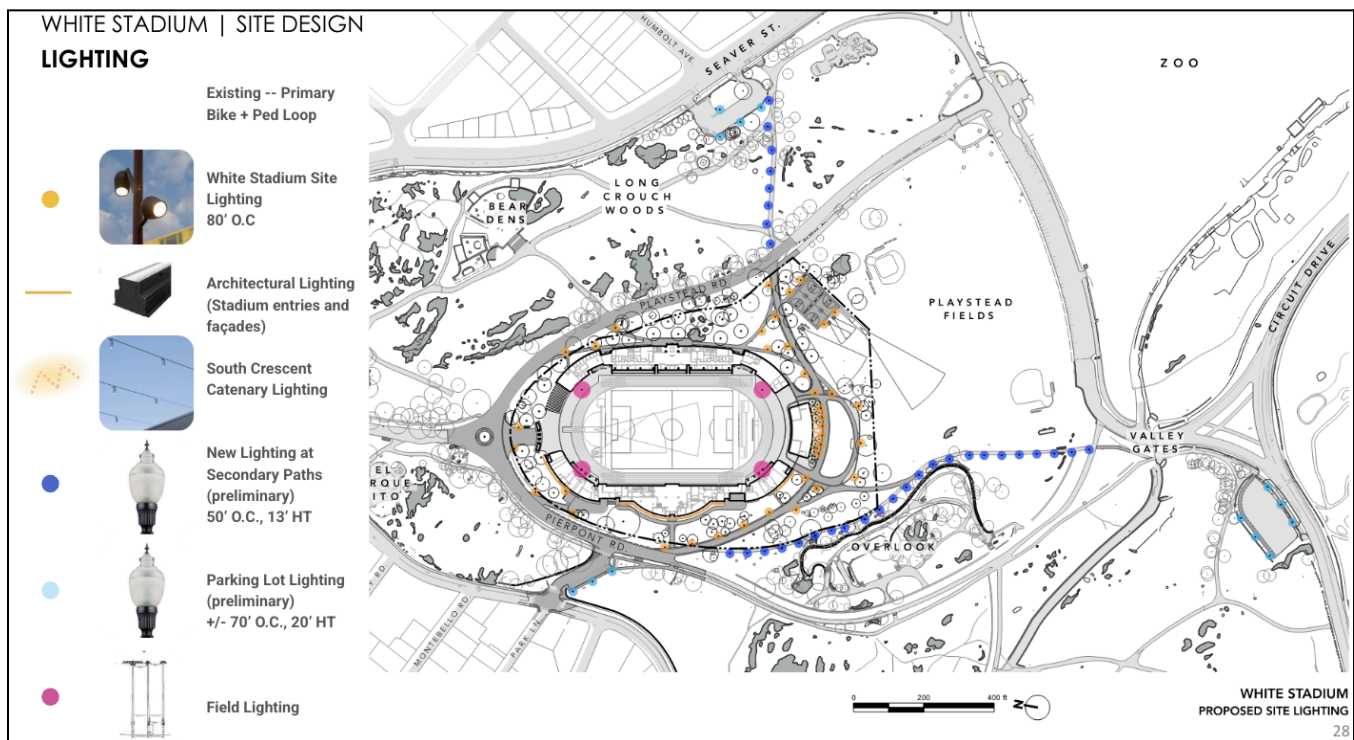 WHITE STADIUM | SITE DESIGN
LIGHTING
Existing -- Primary
Bike + Ped Loop
White Stadium Site
Lighting
80’ O.C
Architectural Lighting
(Stadium entries and
façades)
South Crescent
Catenary Lighting
New Lighting at
Secondary Paths
(preliminary)
50’ O.C., 13’ HT
Parking Lot Lighting
(preliminary)
+/- 70’ O.C., 20’ HT
Field Lighting
HUMBOLT AVE.
SEAVER ST.
ZOO
LONG
CROUCH
WOODS
BEAR
DENS
PLAYSTEAD RD.
PLAYSTEAD
FIELDS
CIRCUIT DRIVE
VALLEY
GATES
EL
ITO
PIERPONT RD
OVERLOOK
MONTEBELLO RD
PARK LN
0 200 400 ft
N
WHITE STADIUM
PROPOSED SITE LIGHTING
28